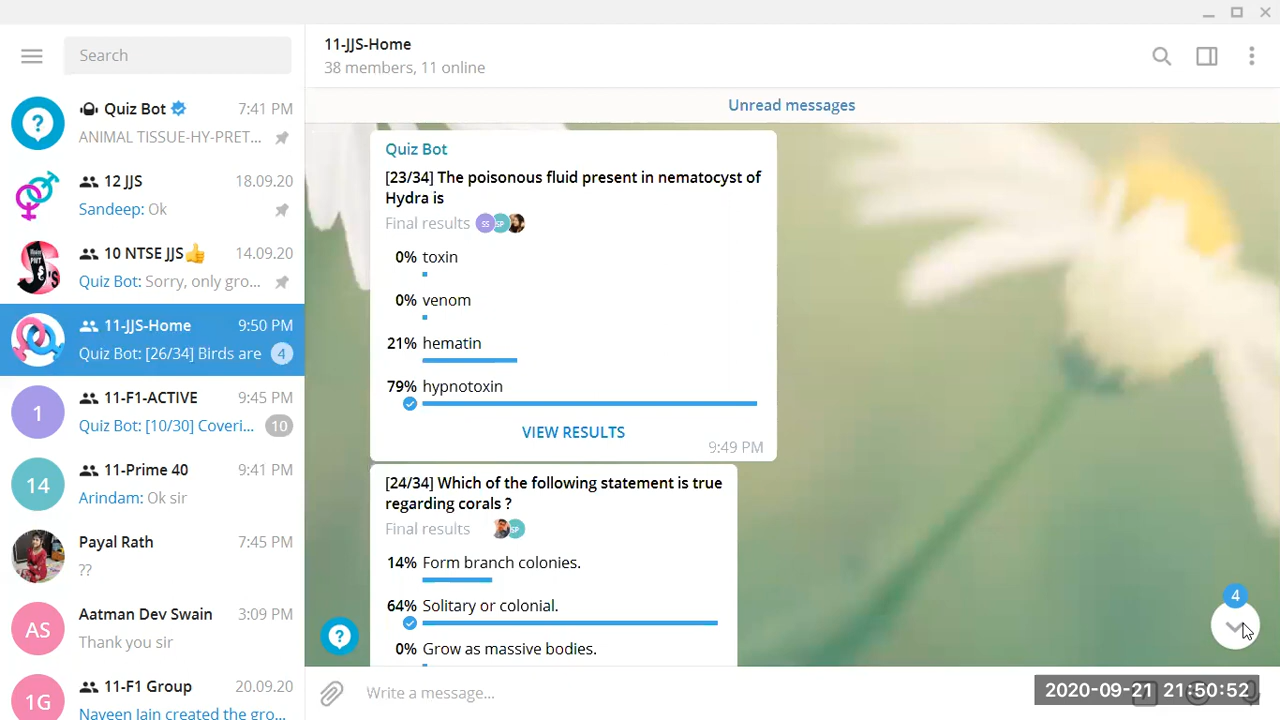 Search
Quiz Bot 7:41 PM
ANIMAL TISSUE-HY-PRET...
12 JJS 18.09.20
Sandeep: Ok
10 NTSE JJS👍 14.09.20
Quiz Bot: Sorry, only gro...
11-JJS-Home 9:50 PM
Quiz Bot: [26/34] Birds are 4
1
11-F1-ACTIVE 9:45 PM
Quiz Bot: [10/30] Coveri... 10
14
11-Prime 40 9:41 PM
Arindam: Ok sir
Payal Rath 7:45 PM
??
AS
Aatman Dev Swain 3:09 PM
Thank you sir
1G
11-F1 Group 20.09.20
Naveen Jain created the gro...
11-JJS-Home
38 members, 11 online
Unread messages
Quiz Bot
[23/34] The poisonous fluid present in nematocyst of
Hydra is
Final results SS SP
0% toxin
0% venom
21% hematin
79% hypnotoxin
VIEW RESULTS
9:49 PM
[24/34] Which of the following statement is true
regarding corals ?
Final results SP
14% Form branch colonies.
64% Solitary or colonial.
0% Grow as massive bodies.
4
Write a message...
2020-09-21 21:50:52